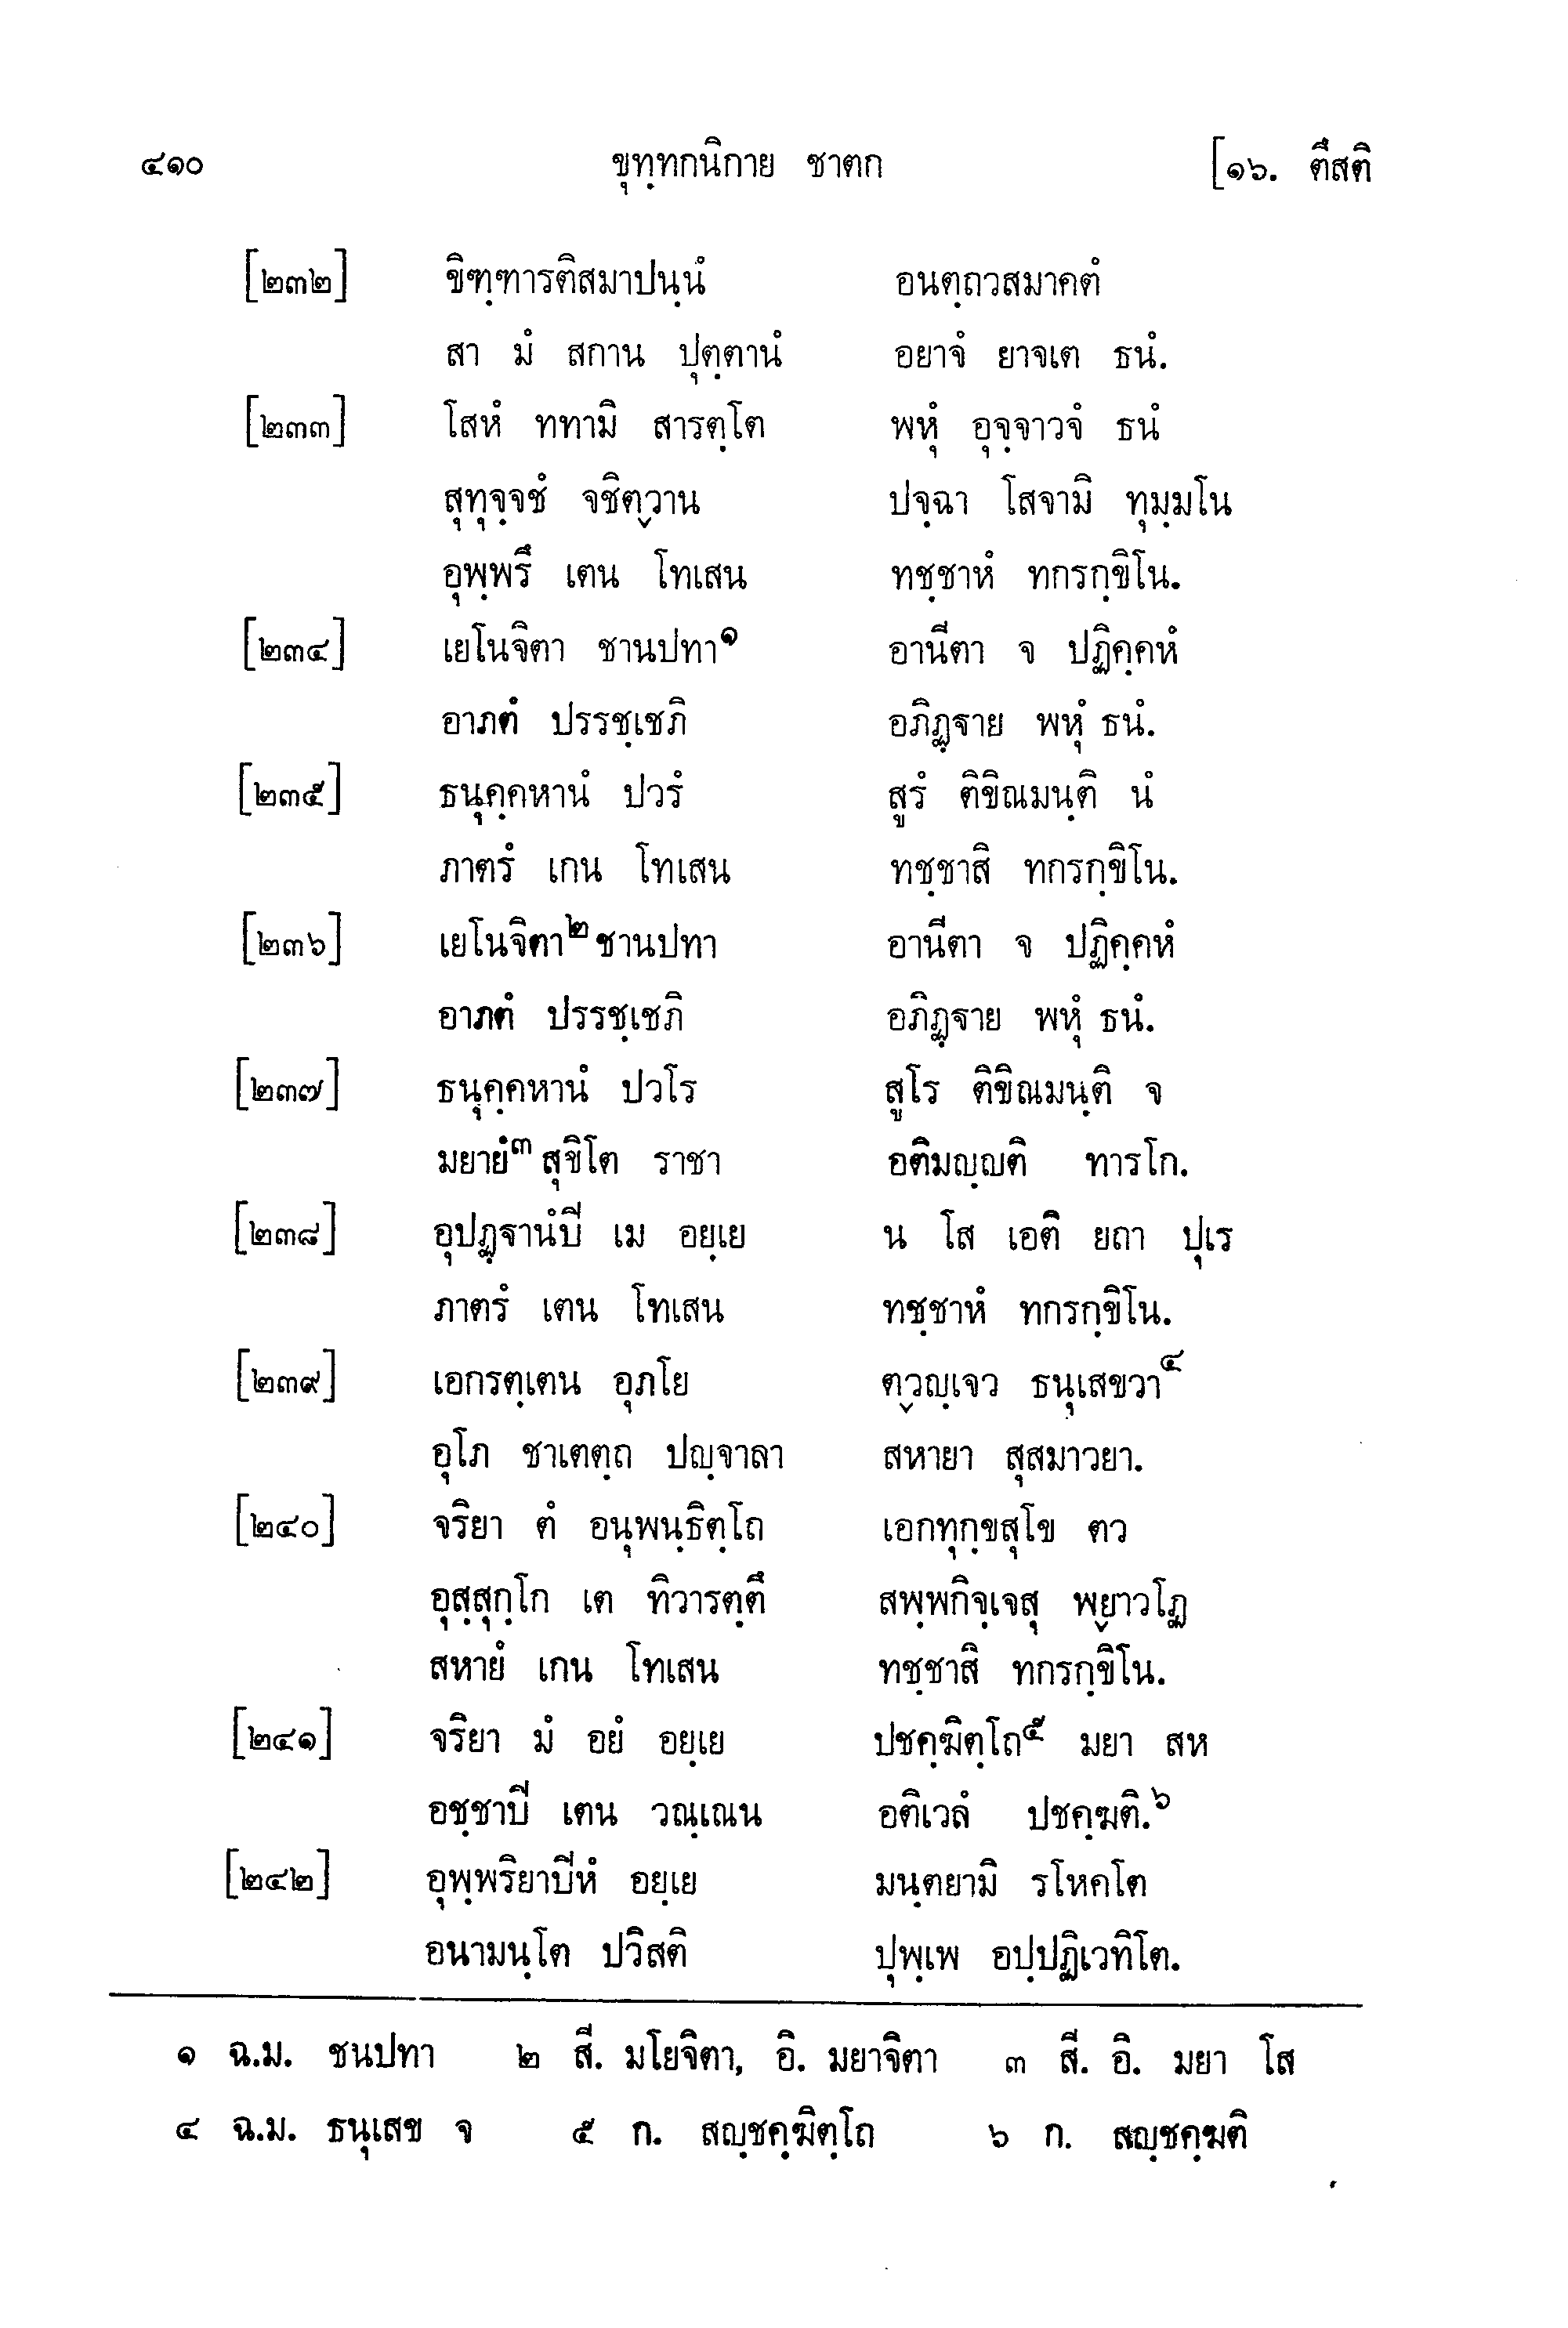 ๔๑๐ ขุทฺทกนิกาย ชาตก [๑๖. ตึสติ
[๒๓๒] ขิฑฺฑารติสมาปนฺนํ อนตฺถวสมาคตํ
สา มํ สกาน ปุตฺตานํ อยาจํ ยาจเต ธนํ.
[๒๓๓] โสหํ ททามิ สารตฺโต พหุํ อุจฺจาวจํ ธนํ
สุทุจฺจชํ จชิตฺวาน ปจฺฉา โสจามิ ทุมฺมโน
อุพฺพรึ เตน โทเสน ทชฺชาหํ ทกรกฺขิโน.
[๒๓๔] เยโนจิตา ชานปทา๑ อานีตา จ ปฏิคฺคหํ
อาภตํ ปรรชฺเชภิ อภิฏฺฐาย พหุํ ธนํ.
[๒๓๕] ธนุคฺคหานํ ปวรํ สูรํ ติขิณมนฺติ นํ
ภาตรํ เกน โทเสน ทชฺชาสิ ทกรกฺขิโน.
[๒๓๖] เยโนจิตา๒ ชานปทา อานีตา จ ปฏิคฺคหํ
อาภตํ ปรรชฺเชภิ อภิฏฺฐาย พหุํ ธนํ.
[๒๓๗] ธนุคฺคหานํ ปวโร สูโร ติขิณมนฺติ จ
มยายํ๓ สุขิโต ราชา อติมญฺญติ ทารโก.
[๒๓๘] อุปฏฺฐานํปิ เม อยฺเย น โส เอติ ยถา ปุเร
ภาตรํ เตน โทเสน ทชฺชาหํ ทกรกฺขิโน.
[๒๓๙] เอกรตฺเตน อุภโย ตฺวญฺเจว ธนุเสขวา๔
อุโภ ชาเตตฺถ ปญฺจาลา สหายา สุสมาวยา.
[๒๔๐] จริยา ตํ อนุพนฺธิตฺโถ เอกทุกฺขสุโข ตว
อุสฺสุกฺโก เต ทิวารตฺตึ สพฺพกิจฺเจสุ พฺยาวโฏ
สหายํ เกน โทเสน ทชฺชาสิ ทกรกฺขิโน.
[๒๔๑] จริยา มํ อยํ อยฺเย ปชคฺฆิตฺโถ๕ มยา สห
อชฺชาปิ เตน วณฺเณน อติเวลํ ปชคฺฆติ.๖
[๒๔๒] อุพฺพริยาปิหํ อยฺเย มนฺตยามิ รโหคโต
อนามนฺโต ปวิสติ ปุพฺเพ อปฺปฏิเวทิโต.
๑ ฉ.ม. ชนปทา ๒ สี. มโยจิตา, อิ. มยาจิตา ๓ สี. อิ. มยา โส
๔ ฉ.ม. ธนุเสข จ ๕ ก. สญฺชคฺฆิตฺโถ ๖ ก. สญฺชคฺฆติ